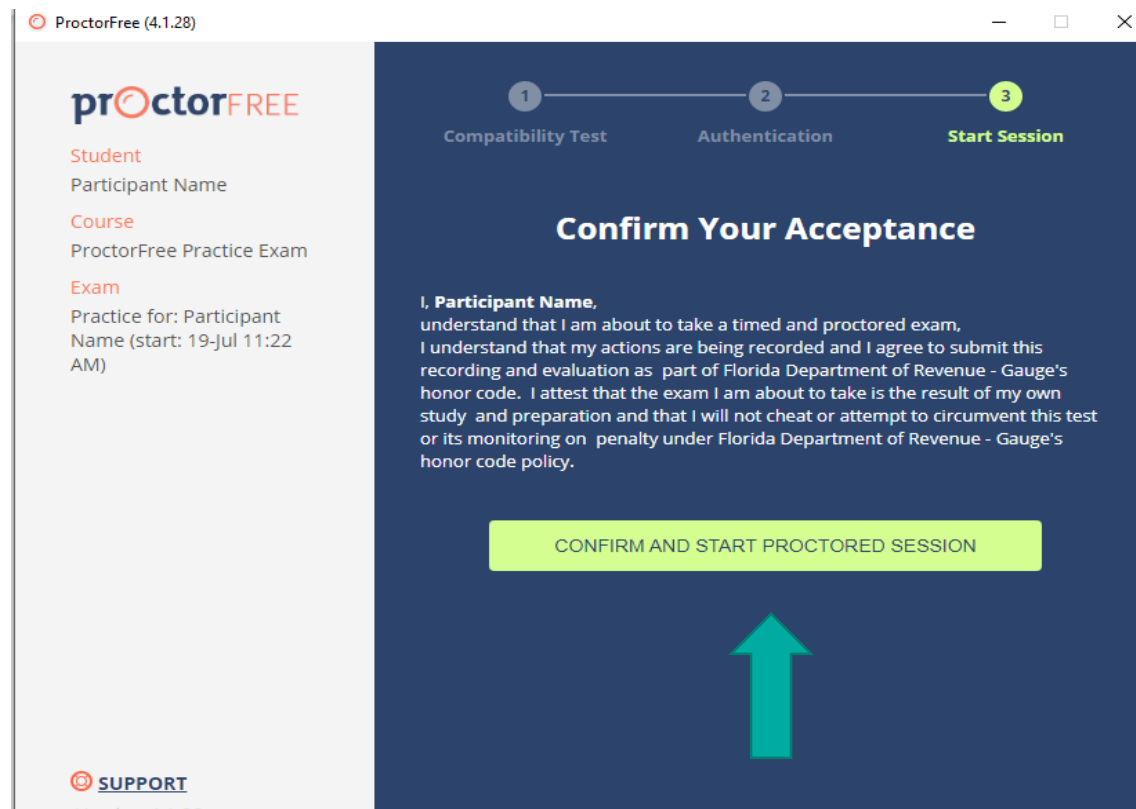 ProctorFree (4.1.28)
proctorFREE
Student
Participant Name
Course
ProctorFree Practice Exam
Exam
Practice for: Participant
Name (start: 19-Jul 11:22
AM)
SUPPORT
1
2
3
Compatibility Test
Authentication
Start Session
Confirm Your Acceptance
I, Participant Name,
understand that I am about to take a timed and proctored exam,
I understand that my actions are being recorded and I agree to submit this
recording and evaluation as part of Florida Department of Revenue - Gauge's
honor code. I attest that the exam I am about to take is the result of my own
study and preparation and that I will not cheat or attempt to circumvent this test
or its monitoring on penalty under Florida Department of Revenue - Gauge's
honor code policy.
CONFIRM AND START PROCTORED SESSION